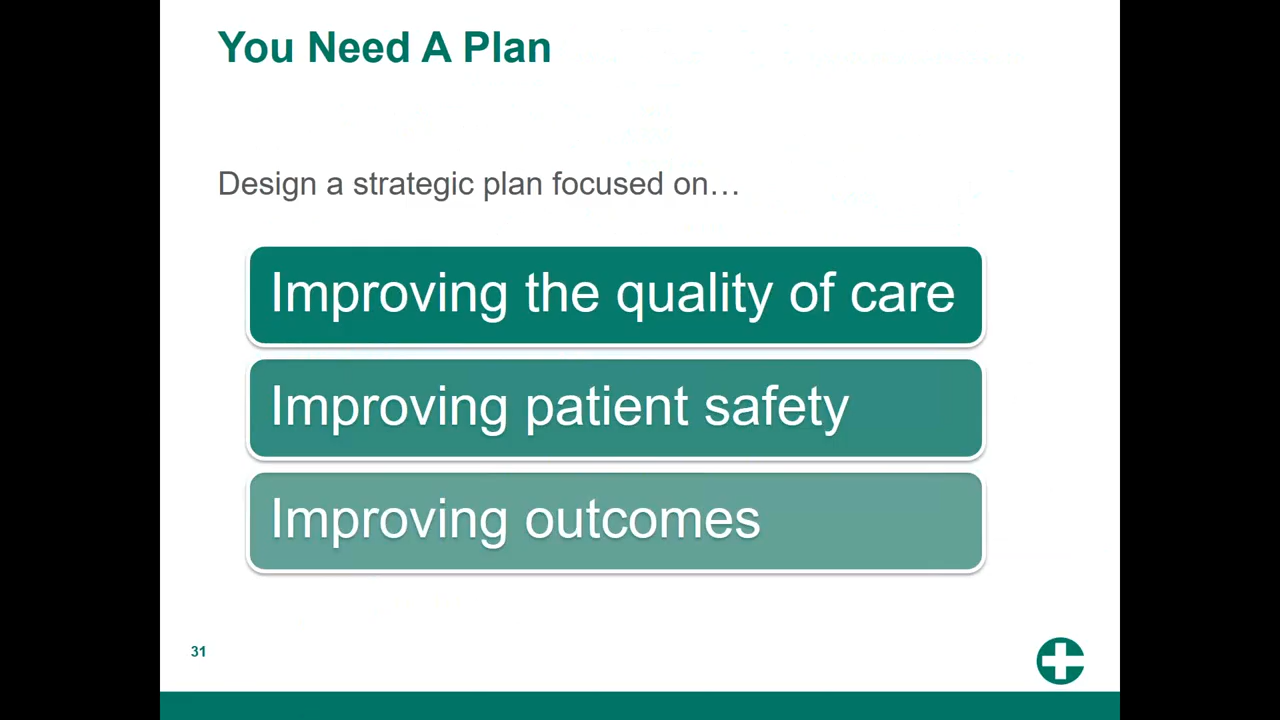 You Need A Plan
Design a strategic plan focused on…
Improving the quality of care
Improving patient safety
Improving outcomes
31